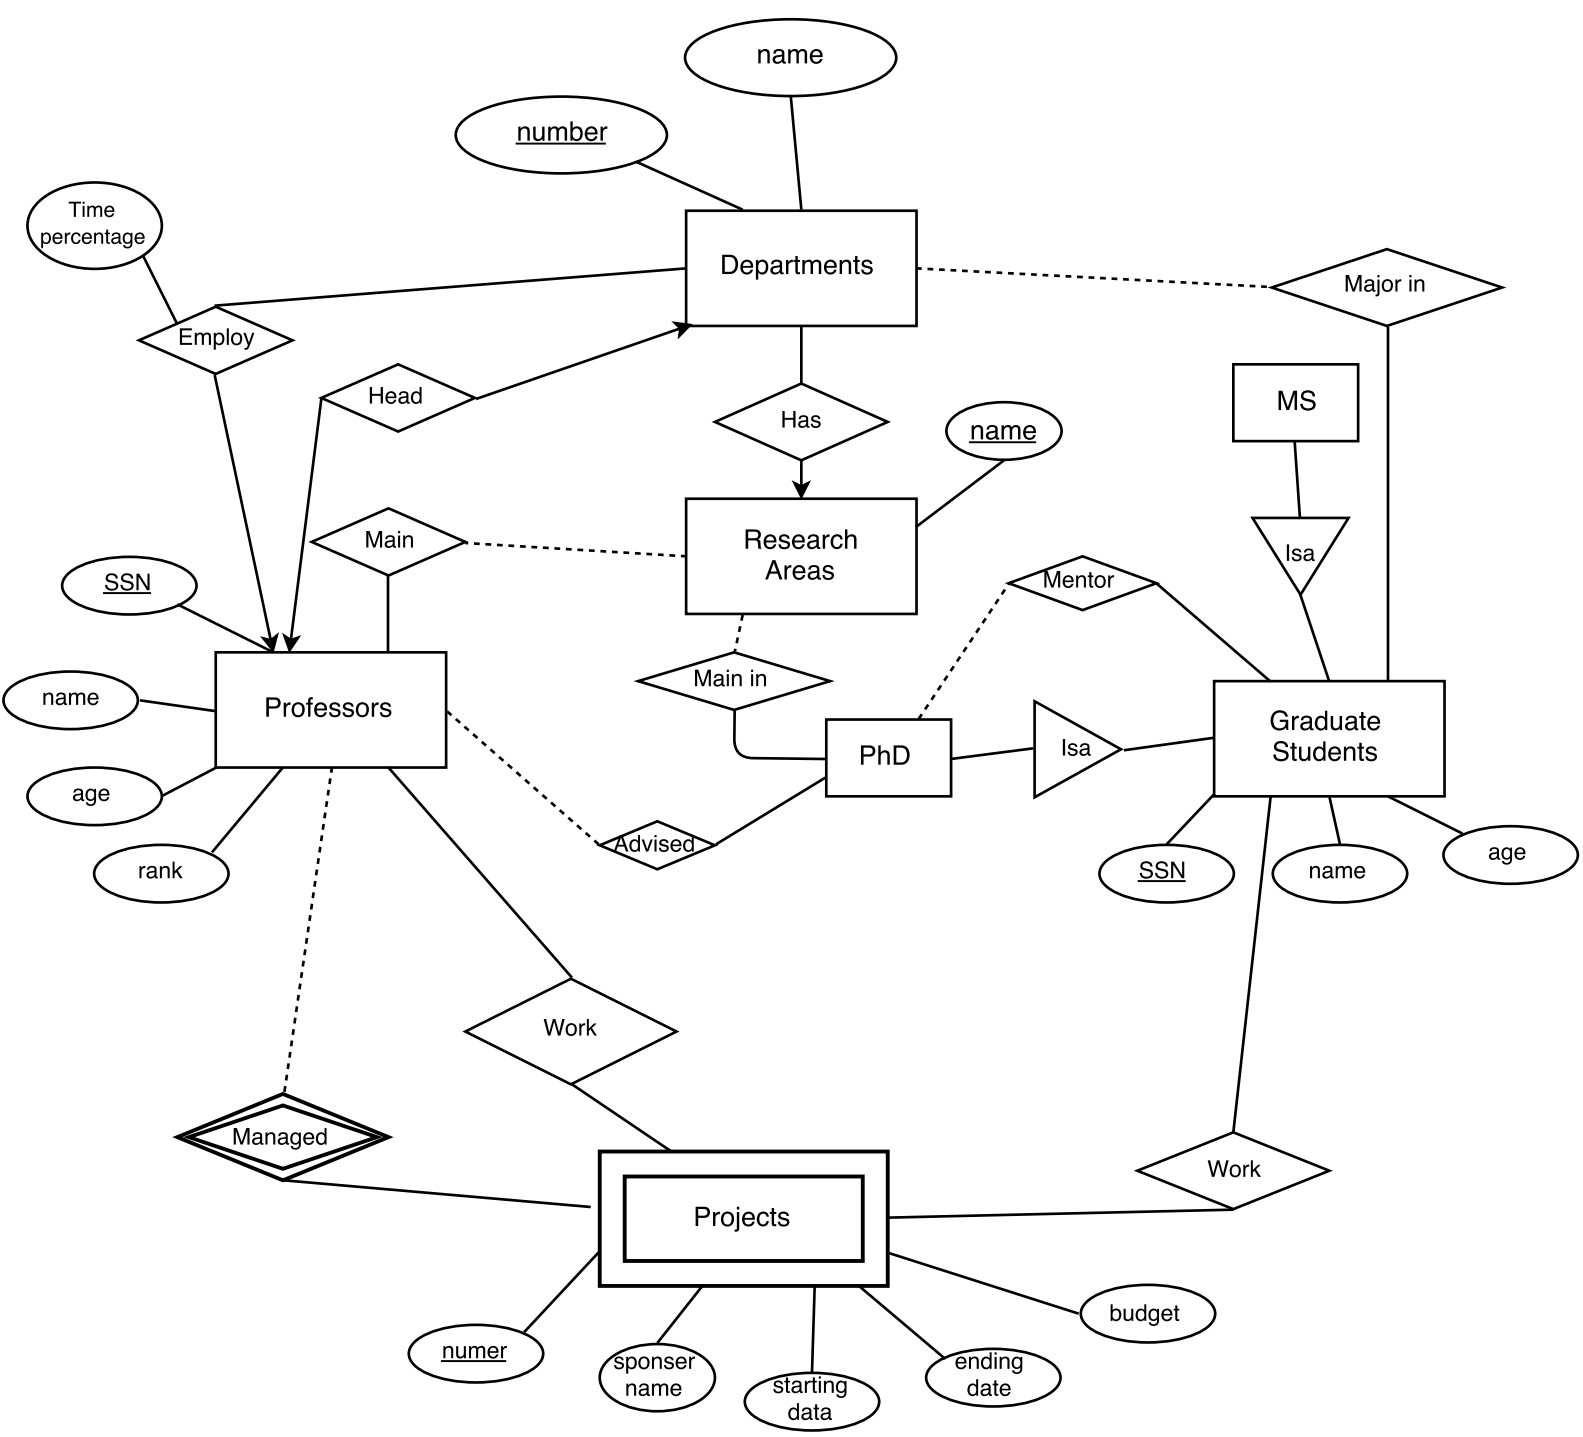 name
number
Time
percentage
Departments
Major in
Employ
Head
MS
Has
name
Main
Research
Areas
Isa
SSN
Mentor
Main in
name
Professors
Graduate
Students
PhD
Isa
age
Advised
rank
SSN
name
age
Work
Managed
Work
Projects
budget
numer
sponser
name
starting
data
ending
date